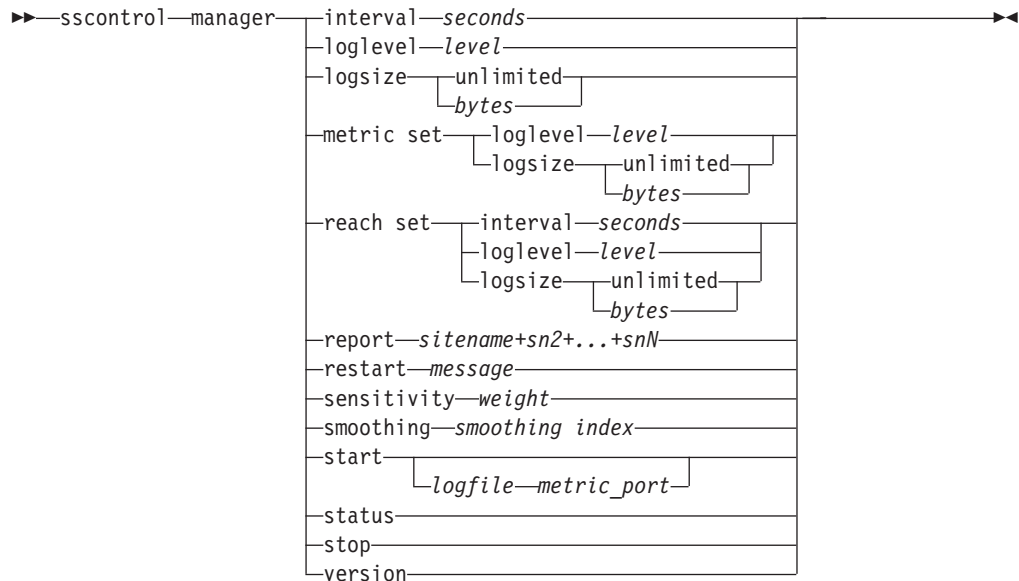 sscontrol manager interval seconds
loglevel level
logsize unlimited
bytes
metric set loglevel level
logsize unlimited
bytes
reach set interval seconds
loglevel level
logsize unlimited
bytes
report sitename+sn2+...+snN
restart message
sensitivity weight
smoothing smoothing index
start
logfile metric_port
status
stop
version